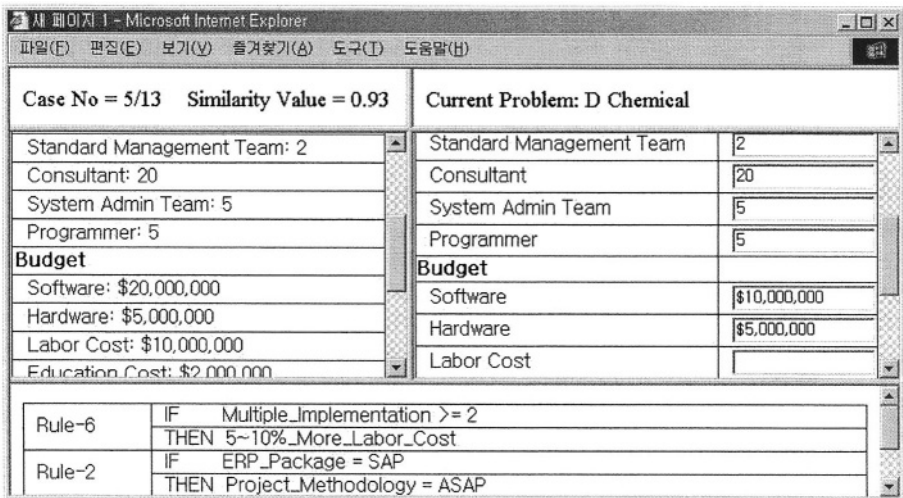 새 페이지 1 - Microsoft Internet Explorer
파일(F) 편집(E) 보기(V) 즐겨찾기(A) 도구(T) 도움말(H)
Case No = 5/13 Similarity Value = 0.93
Current Problem: D Chemical
Standard Management Team: 2
Consultant: 20
System Admin Team: 5
Programmer: 5
Budget
Software: $20,000,000
Hardware: $5,000,000
Labor Cost: $10,000,000
Education Cost: $2,000,000
Standard Management Team 2
Consultant 20
System Admin Team 5
Programmer 5
Budget
Software $10,000,000
Hardware $5,000,000
Labor Cost
Rule-6
IF Multiple_Implementation >= 2
THEN 5~10%_More_Labor_Cost
Rule-2
IF ERP_Package = SAP
THEN Project_Methodology = ASAP